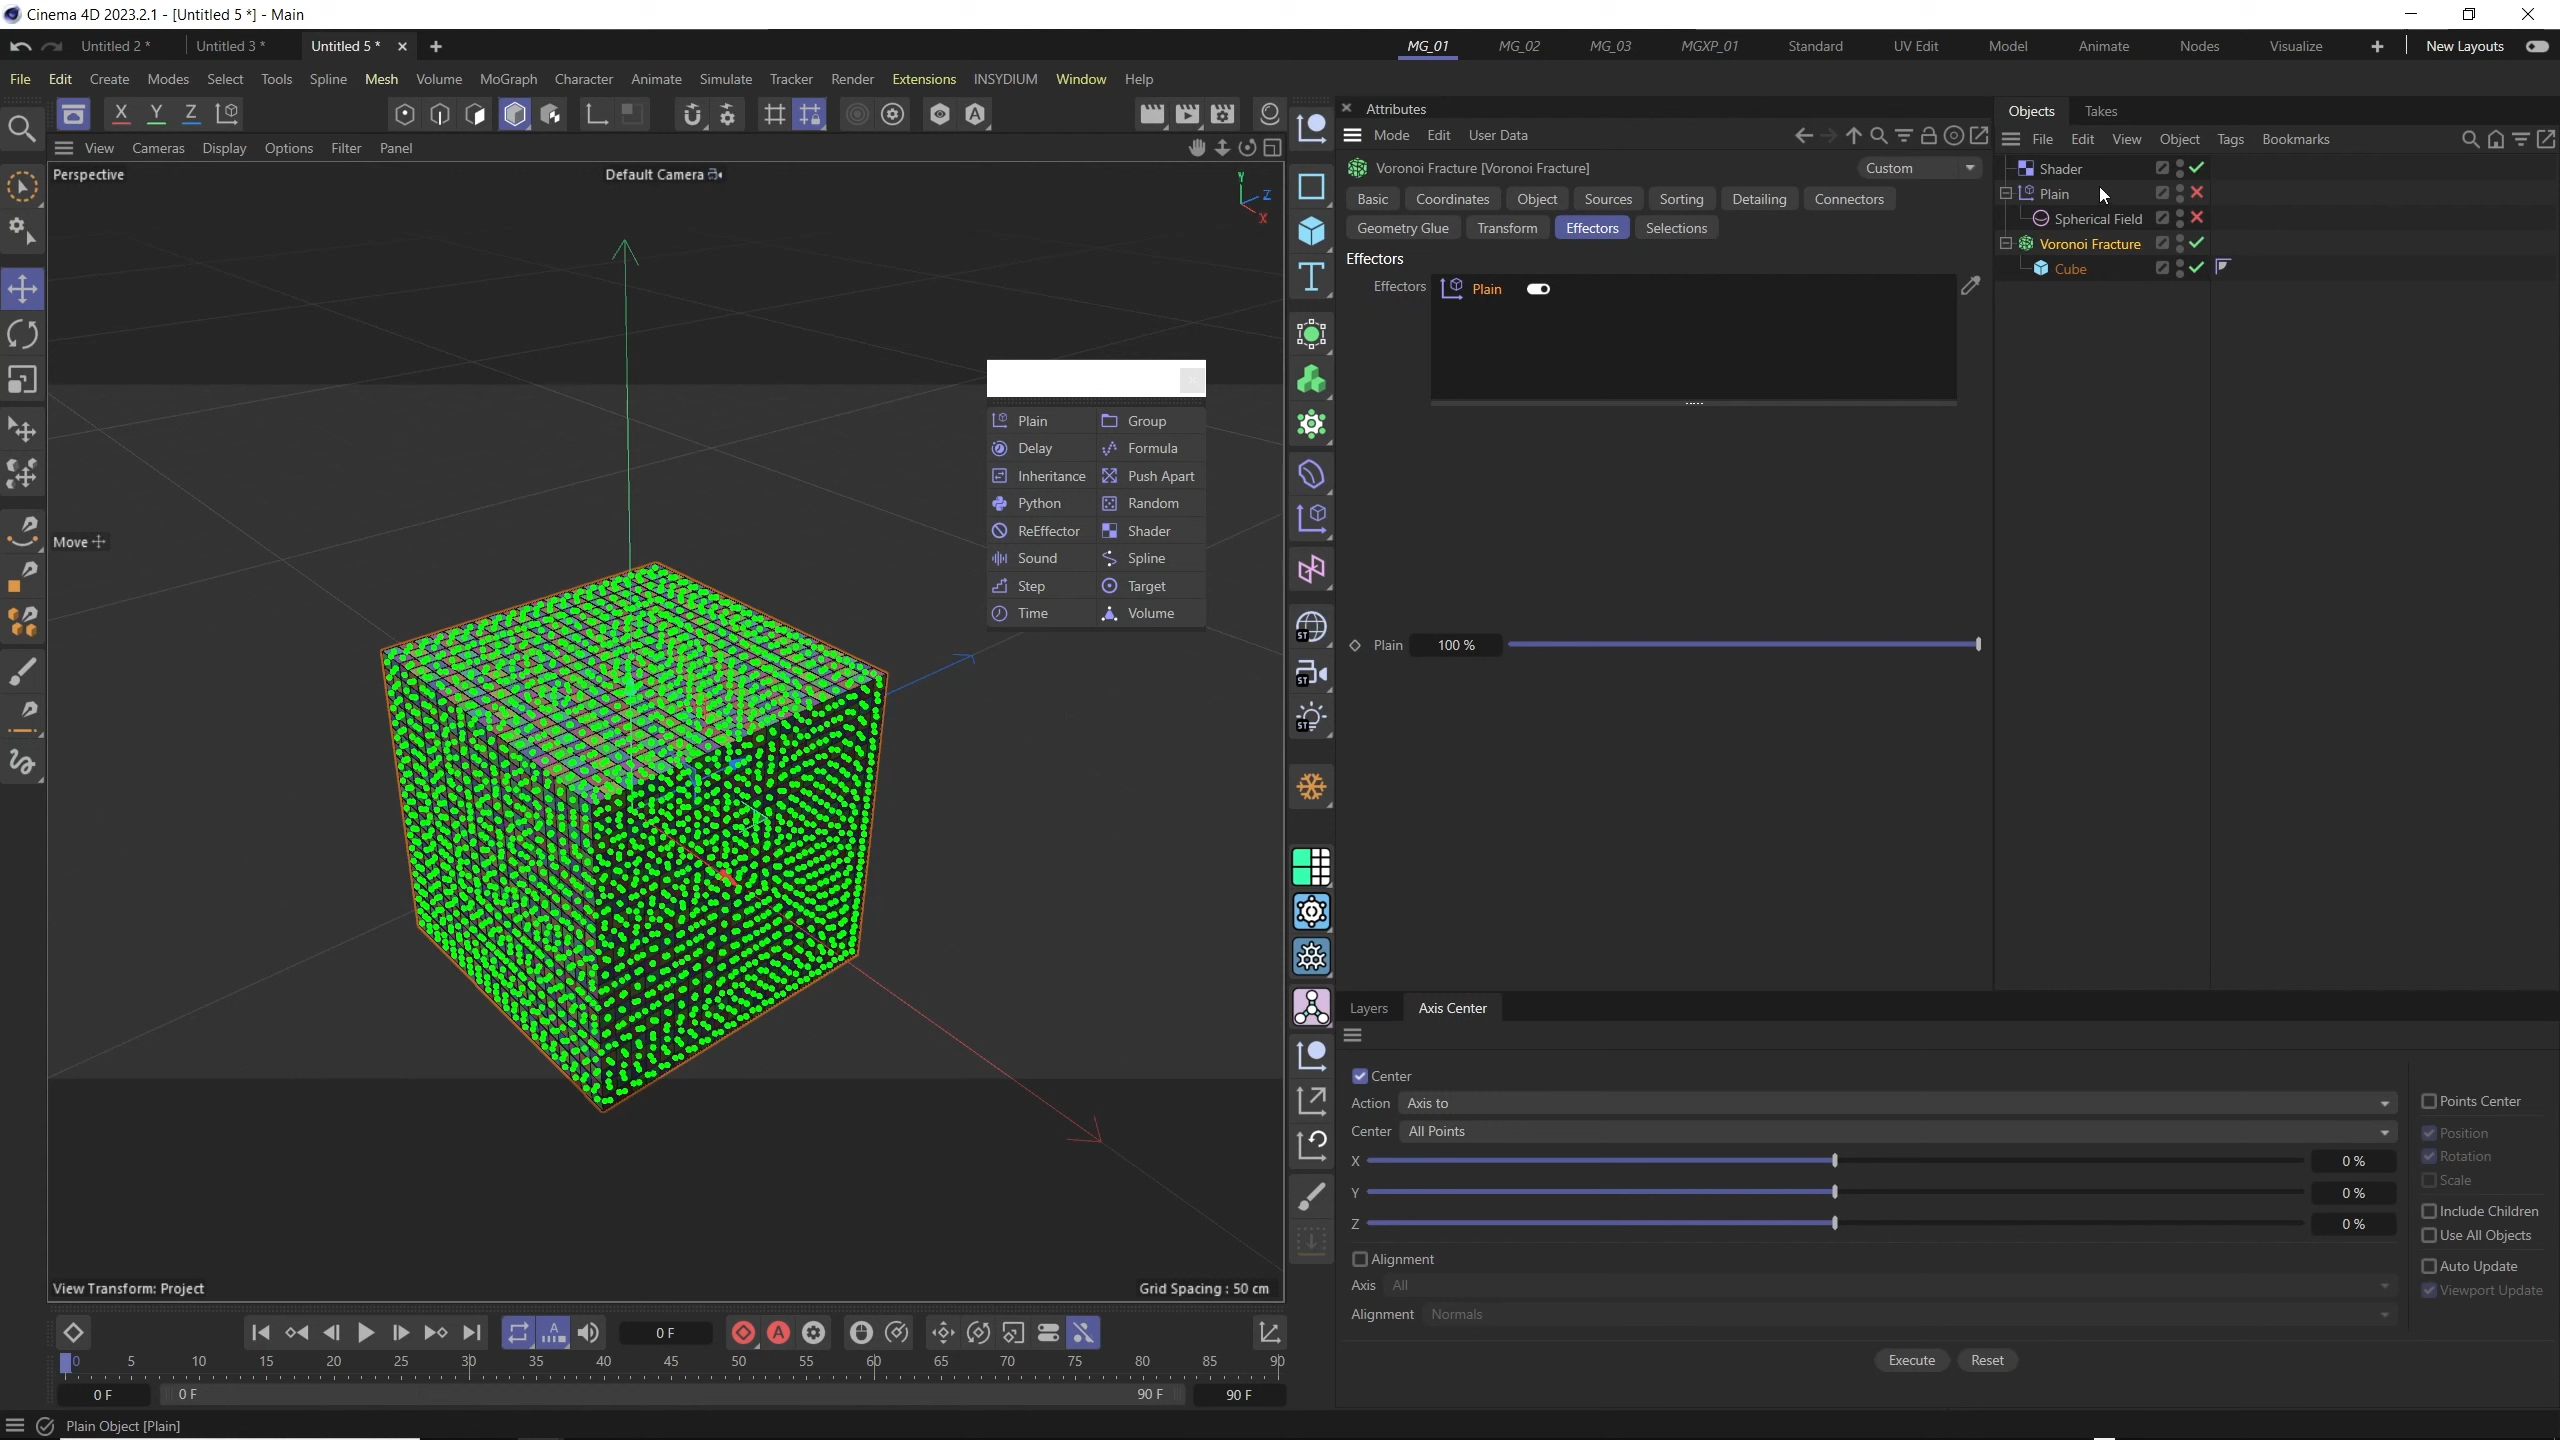 Cinema 4D 2023.2.1 - [Untitled 5 *] - Main
Untitled 2 * Untitled 3 * Untitled 5 * MG_01 MG_02 MG_03 MGXP_01 Standard UV Edit Model Animate Nodes Visualize New Layouts
File Edit Create Modes Select Tools Spline Mesh Volume MoGraph Character Animate Simulate Tracker Render Extensions INSYDIUM Window Help
X Y Z
View Cameras Display Options Filter Panel
Perspective
Default Camera
Y
Z
X
Move
Plain Group
Delay Formula
Inheritance Push Apart
Python Random
ReEffector Shader
Sound Spline
Step Target
Time Volume
View Transform: Project
Grid Spacing : 50 cm
Attributes
Mode Edit User Data
Voronoi Fracture [Voronoi Fracture] Custom
Basic Coordinates Object Sources Sorting Detailing Connectors
Geometry Glue Transform Effectors Selections
Effectors
Effectors Plain
Plain 100 %
ST
ST
ST
Objects Takes
File Edit View Object Tags Bookmarks
Shader
Plain
Spherical Field
Voronoi Fracture
Cube
Layers Axis Center
Center
Action Axis to
Center All Points
X 0 %
Y 0 %
Z 0 %
Alignment
Axis All
Alignment Normals
Points Center
Position
Rotation
Scale
Include Children
Use All Objects
Auto Update
Viewport Update
Execute Reset
0 F
0 5 10 15 20 25 30 35 40 45 50 55 60 65 70 75 80 85 90
0 F 0 F 90 F 90 F
Plain Object [Plain]